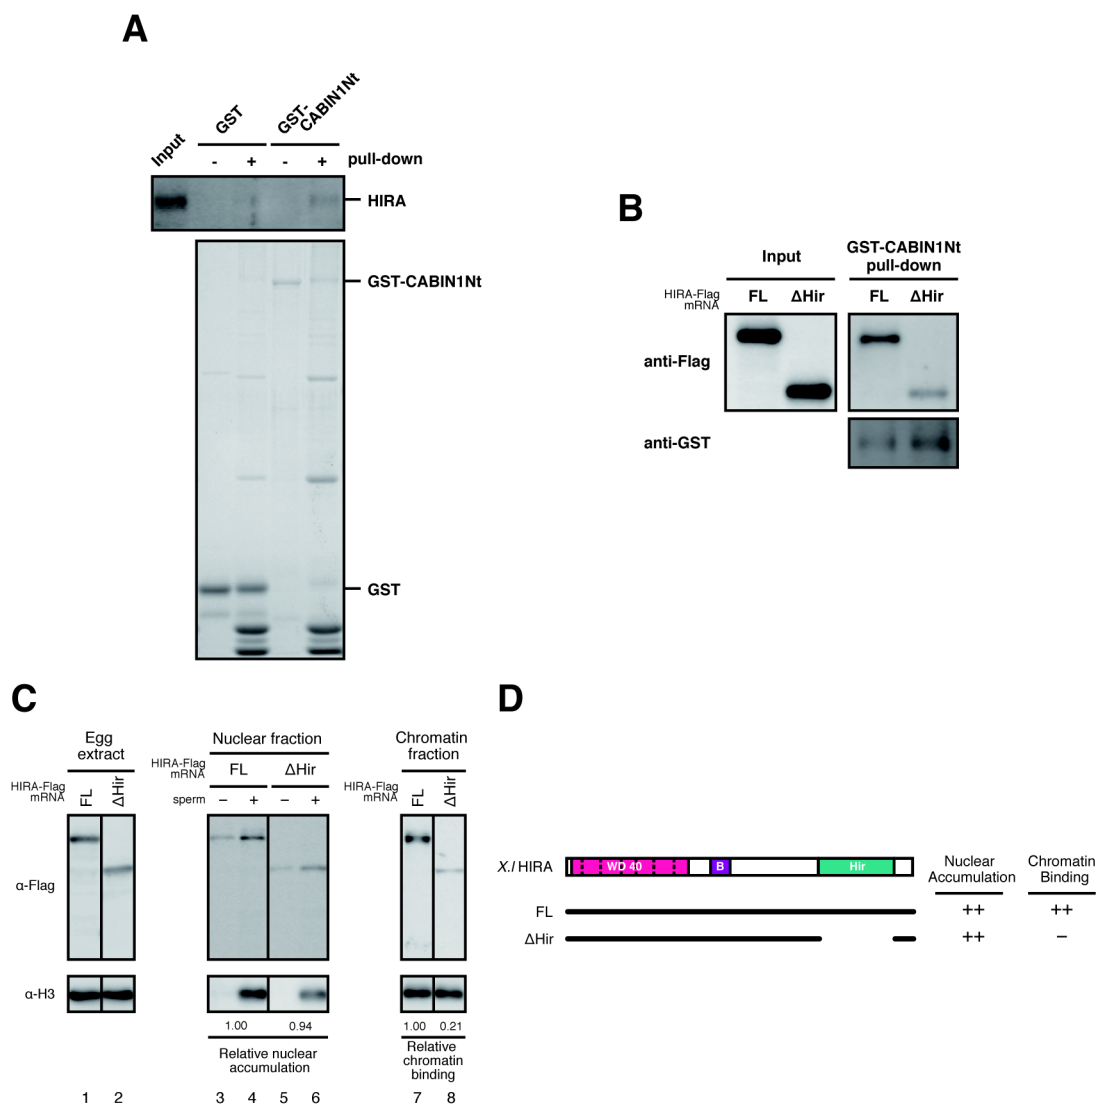 A
Input
GST
GST-
CABIN1Nt
- + - + pull-down
HIRA
GST-CABIN1Nt
GST
B
Input
GST-CABIN1Nt
pull-down
HIRA-Flag
mRNA
FL ΔHir FL ΔHir
anti-Flag
anti-GST
C
Egg
extract
Nuclear fraction
Chromatin
fraction
HIRA-Flag
mRNA
FL
ΔHir
HIRA-Flag
mRNA
FL ΔHir
sperm − + − +
HIRA-Flag
mRNA
FL
ΔHir
α-Flag
α-H3
1.00 0.94
1.00 0.21
Relative nuclear
accumulation
Relative
chromatin
binding
1 2 3 4 5 6 7 8
D
Nuclear
Accumulation
Chromatin
Binding
X.l HIRA WD 40 B Hir
FL ++ ++
ΔHir ++ −